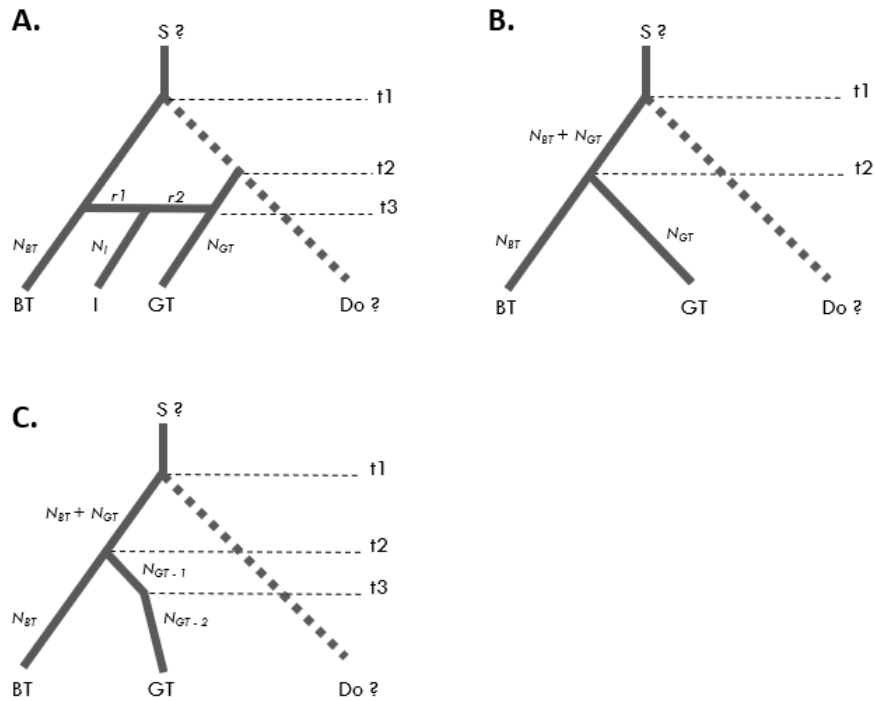 A.
S ?
t1
t2
r1 r2
t3
N_BT N_I N_GT
BT I GT Do ?
B.
S ?
t1
N_BT + N_GT
t2
N_BT N_GT
BT GT Do ?
C.
S ?
t1
N_BT + N_GT
t2
N_GT - 1
t3
N_BT N_GT - 2
BT GT Do ?